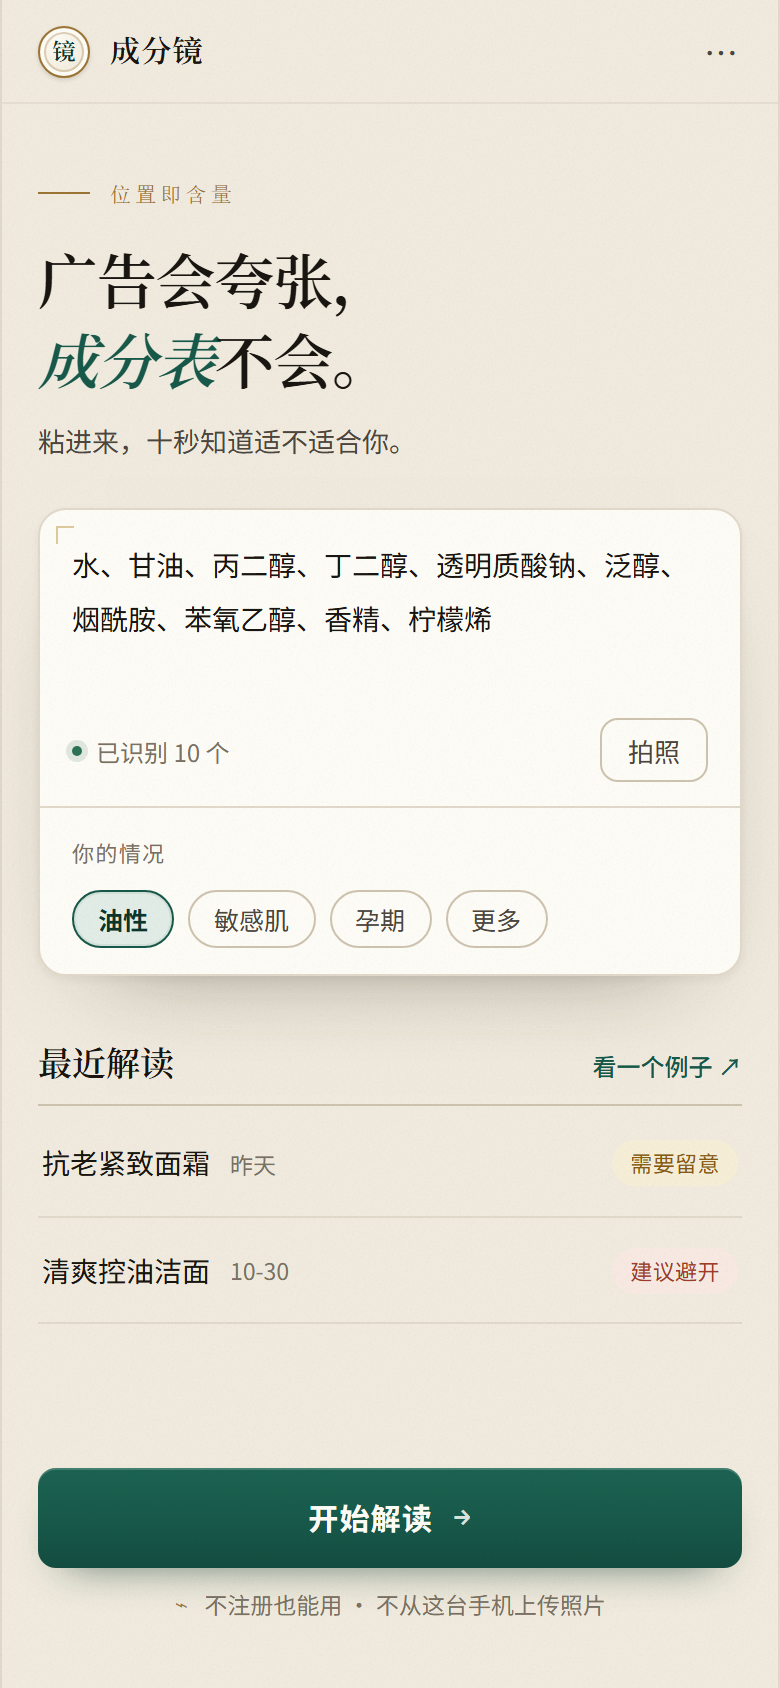 镜 成分镜 ...
位置即含量
广告会夸张，
成分表不会。
粘进来，十秒知道适不适合你。
水、甘油、丙二醇、丁二醇、透明质酸钠、泛醇、
烟酰胺、苯氧乙醇、香精、柠檬烯
已识别 10 个 拍照
你的情况
油性 敏感肌 孕期 更多
最近解读 看一个例子 ↗
抗老紧致面霜 昨天 需要留意
清爽控油洁面 10-30 建议避开
开始解读 →
不注册也能用 · 不从这台手机上传照片